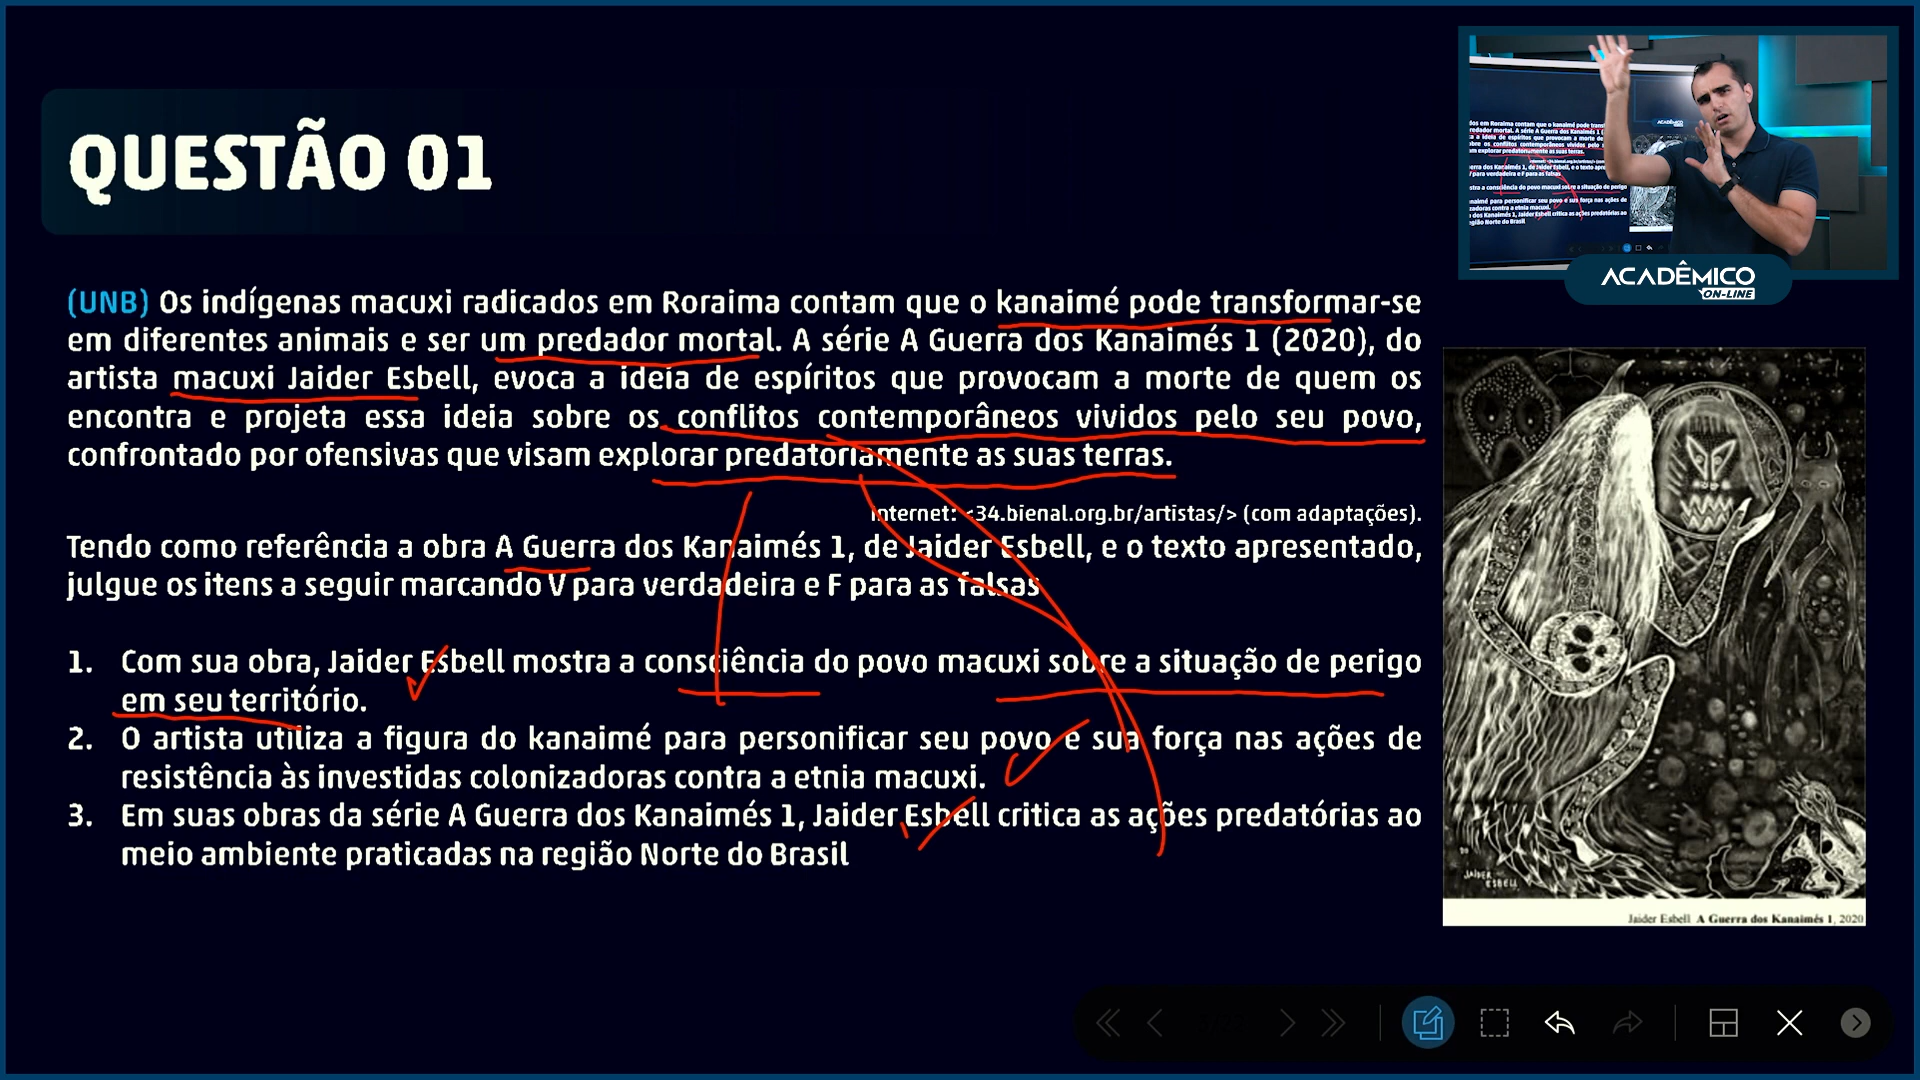 QUESTÃO 01
ACADÊMICO
ON-LINE
(UNB) Os indígenas macuxi radicados em Roraima contam que o kanaimé pode transformar-se
em diferentes animais e ser um predador mortal. A série A Guerra dos Kanaimés 1 (2020), do
artista macuxi Jaider Esbell, evoca a ideia de espíritos que provocam a morte de quem os
encontra e projeta essa ideia sobre os conflitos contemporâneos vividos pelo seu povo,
confrontado por ofensivas que visam explorar predatoriamente as suas terras.
Internet: <34.bienal.org.br/artistas/> (com adaptações).
Tendo como referência a obra A Guerra dos Kanaimés 1, de Jaider Esbell, e o texto apresentado,
julgue os itens a seguir marcando V para verdadeira e F para as falsas
1. Com sua obra, Jaider Esbell mostra a consciência do povo macuxi sobre a situação de perigo
em seu território.
2. O artista utiliza a figura do kanaimé para personificar seu povo e sua força nas ações de
resistência às investidas colonizadoras contra a etnia macuxi.
3. Em suas obras da série A Guerra dos Kanaimés 1, Jaider Esbell critica as ações predatórias ao
meio ambiente praticadas na região Norte do Brasil
JAIDER
ESBELL
Jaider Esbell A Guerra dos Kanaimés 1, 2020